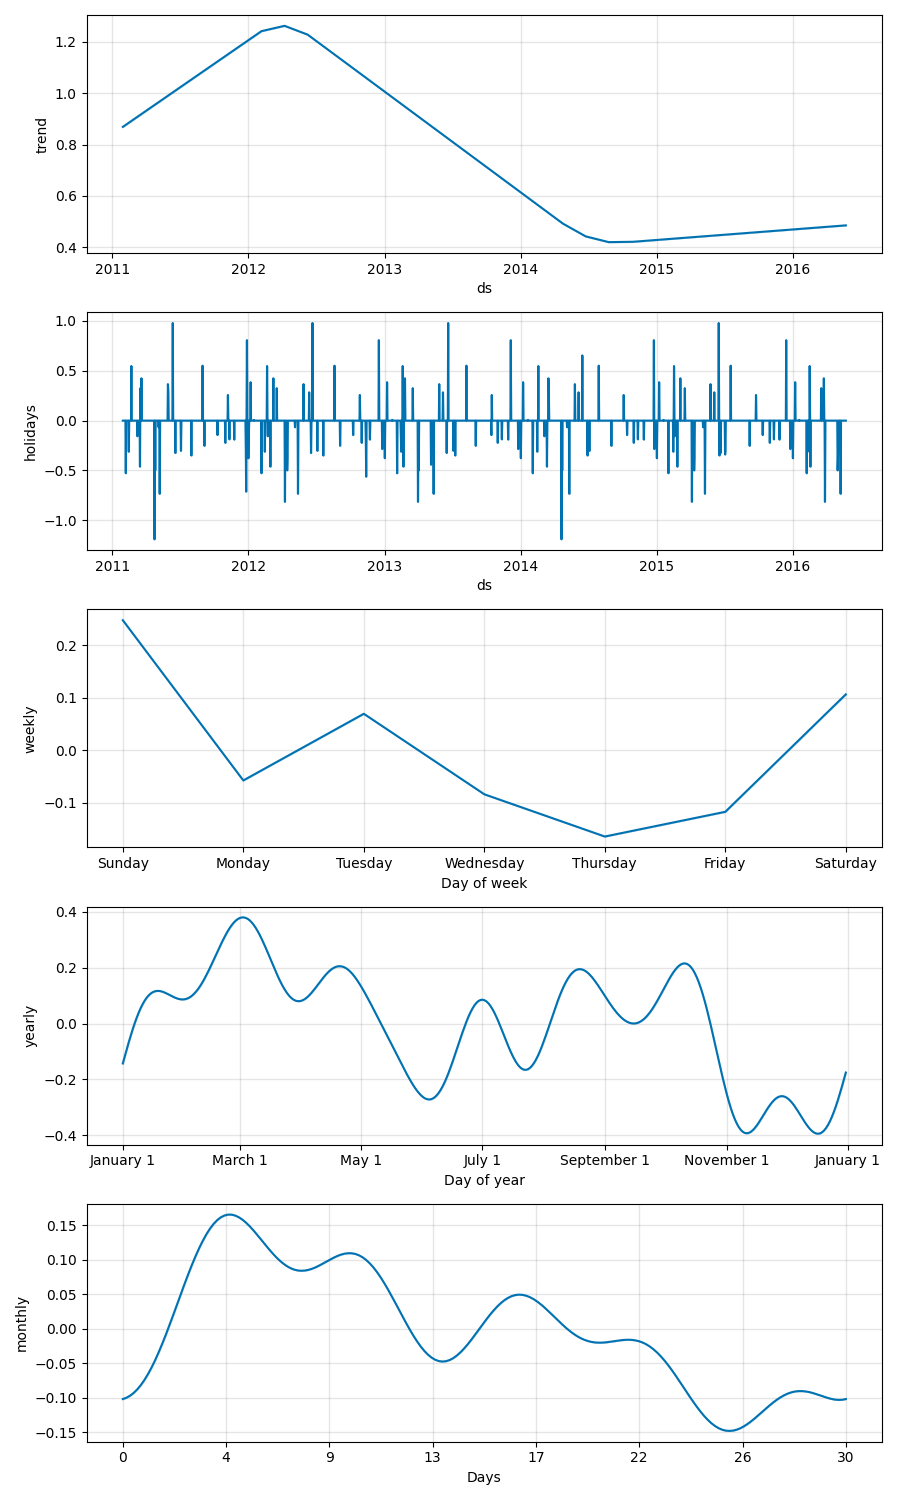 trend
1.2
1.0
0.8
0.6
0.4
2011 2012 2013 2014 2015 2016
ds
holidays
1.0
0.5
0.0
−0.5
−1.0
2011 2012 2013 2014 2015 2016
ds
weekly
0.2
0.1
0.0
−0.1
Sunday Monday Tuesday Wednesday Thursday Friday Saturday
Day of week
yearly
0.4
0.2
0.0
−0.2
−0.4
January 1 March 1 May 1 July 1 September 1 November 1 January 1
Day of year
monthly
0.15
0.10
0.05
0.00
−0.05
−0.10
−0.15
0 4 9 13 17 22 26 30
Days